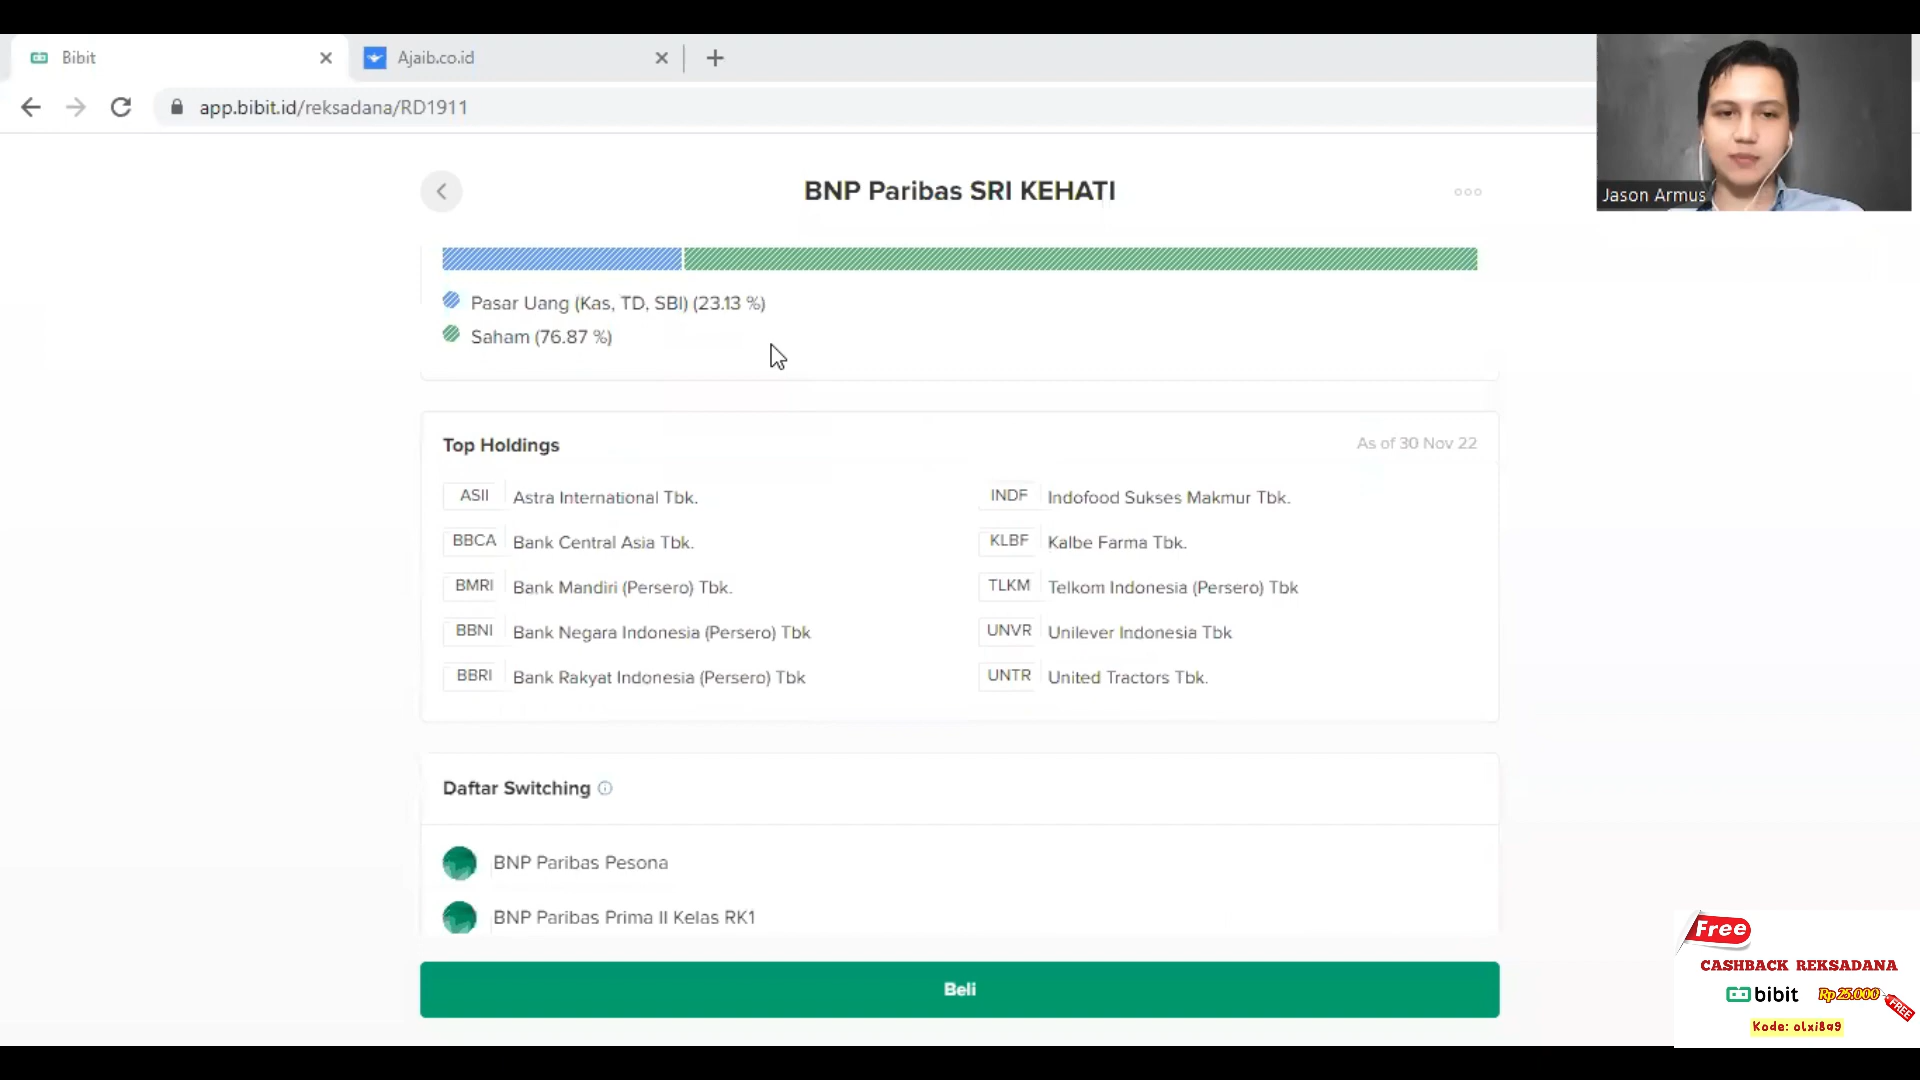 Bibit
Ajaib.co.id
app.bibit.id/reksadana/RD1911
Jason Armus
BNP Paribas SRI KEHATI
Pasar Uang (Kas, TD, SBI) (23.13 %)
Saham (76.87 %)
Top Holdings
As of 30 Nov 22
ASII Astra International Tbk.
BBCA Bank Central Asia Tbk.
BMRI Bank Mandiri (Persero) Tbk.
BBNI Bank Negara Indonesia (Persero) Tbk
BBRI Bank Rakyat Indonesia (Persero) Tbk
INDF Indofood Sukses Makmur Tbk.
KLBF Kalbe Farma Tbk.
TLKM Telkom Indonesia (Persero) Tbk
UNVR Unilever Indonesia Tbk
UNTR United Tractors Tbk.
Daftar Switching
BNP Paribas Pesona
BNP Paribas Prima II Kelas RK1
Beli
Free
CASHBACK REKSADANA
bibit Rp 25.000 FREE
Kode: olxi8a9